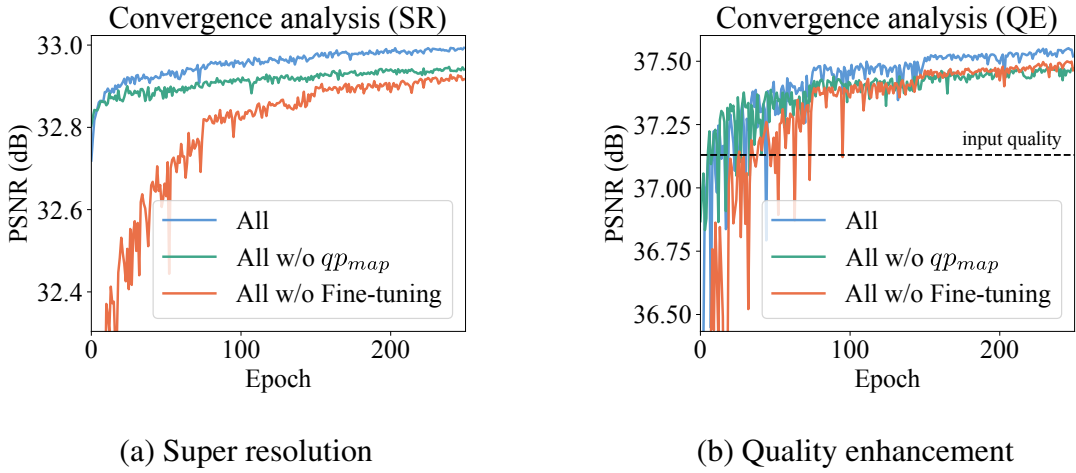 Convergence analysis (SR)
PSNR (dB)
33.0
32.8
32.6
32.4
0
100
200
Epoch
All
All w/o qp_map
All w/o Fine-tuning
(a) Super resolution
Convergence analysis (QE)
PSNR (dB)
37.50
37.25
37.00
36.75
36.50
input quality
0
100
200
Epoch
All
All w/o qp_map
All w/o Fine-tuning
(b) Quality enhancement